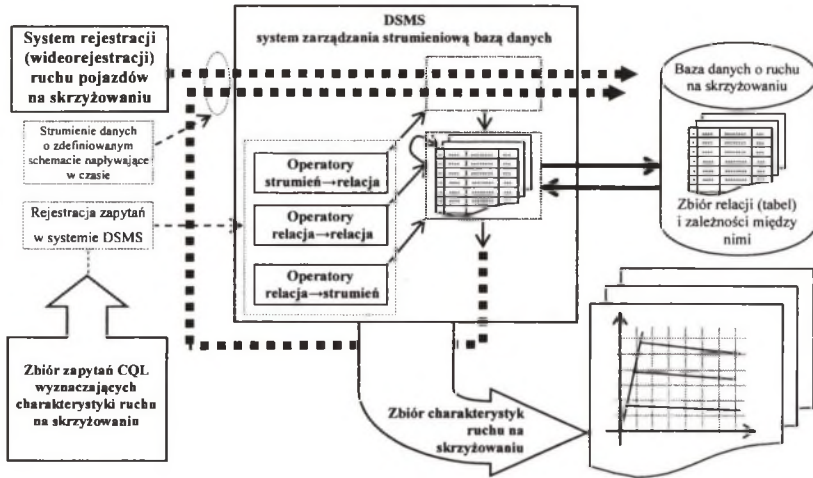 DSMS
system zarządzania strumieniową bazą danych
System rejestracji
(wideorejestracji)
ruchu pojazdów
na skrzyżowaniu
Strumienie danych
o zdefiniowanym
schemacie napływające
w czasie
Rejestracja zapytań
w systemie DSMS
Zbiór zapytań CQL
wyznaczających
charakterystyki ruchu
na skrzyżowaniu
Operatory
strumień→relacja
Operatory
relacja→relacja
Operatory
relacja→strumień
Baza danych o ruchu
na skrzyżowaniu
Zbiór relacji (tabel)
i zależności między
nimi
Zbiór charakterystyk
ruchu na
skrzyżowaniu